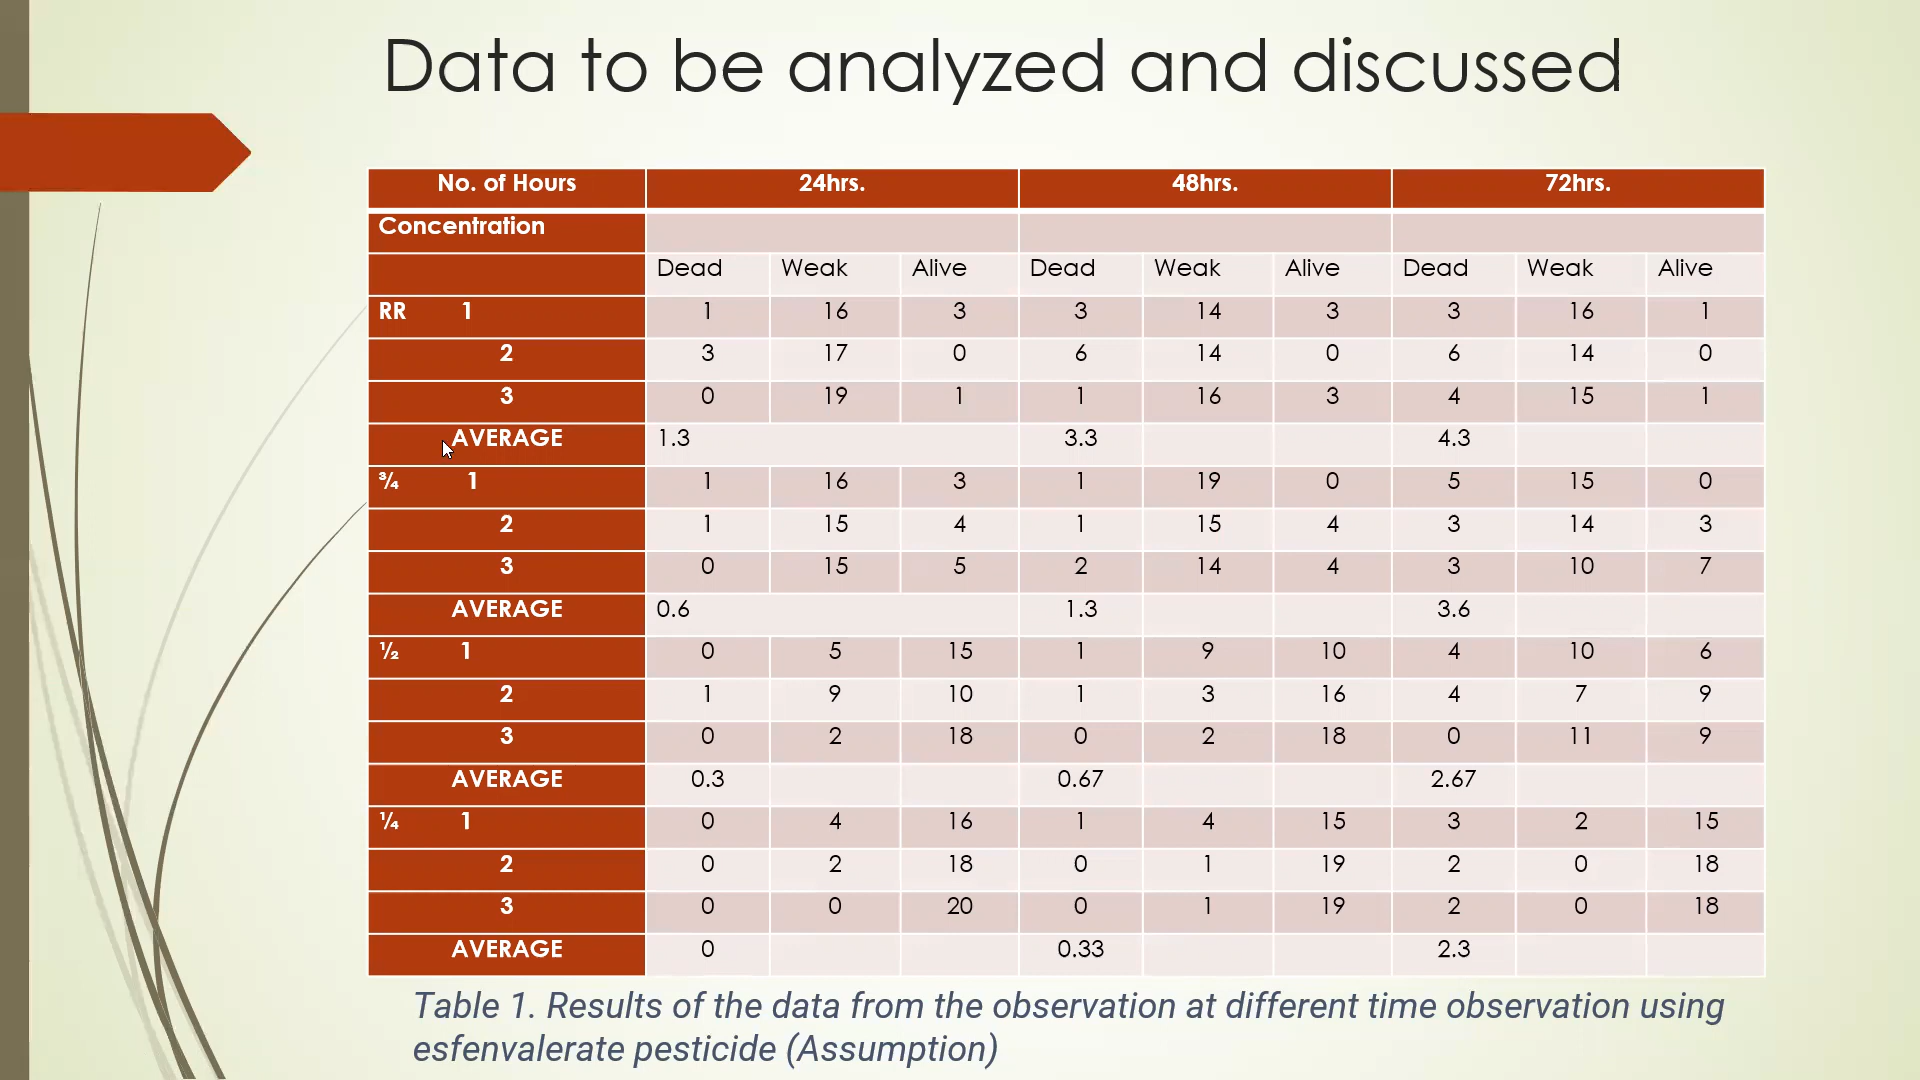 Data to be analyzed and discussed
No. of Hours 24hrs. 48hrs. 72hrs.
Concentration
Dead Weak Alive Dead Weak Alive Dead Weak Alive
RR 1 1 16 3 3 14 3 3 16 1
2 3 17 0 6 14 0 6 14 0
3 0 19 1 1 16 3 4 15 1
AVERAGE 1.3 3.3 4.3
¾ 1 1 16 3 1 19 0 5 15 0
2 1 15 4 1 15 4 3 14 3
3 0 15 5 2 14 4 3 10 7
AVERAGE 0.6 1.3 3.6
½ 1 0 5 15 1 9 10 4 10 6
2 1 9 10 1 3 16 4 7 9
3 0 2 18 0 2 18 0 11 9
AVERAGE 0.3 0.67 2.67
¼ 1 0 4 16 1 4 15 3 2 15
2 0 2 18 0 1 19 2 0 18
3 0 0 20 0 1 19 2 0 18
AVERAGE 0 0.33 2.3
Table 1. Results of the data from the observation at different time observation using
esfenvalerate pesticide (Assumption)